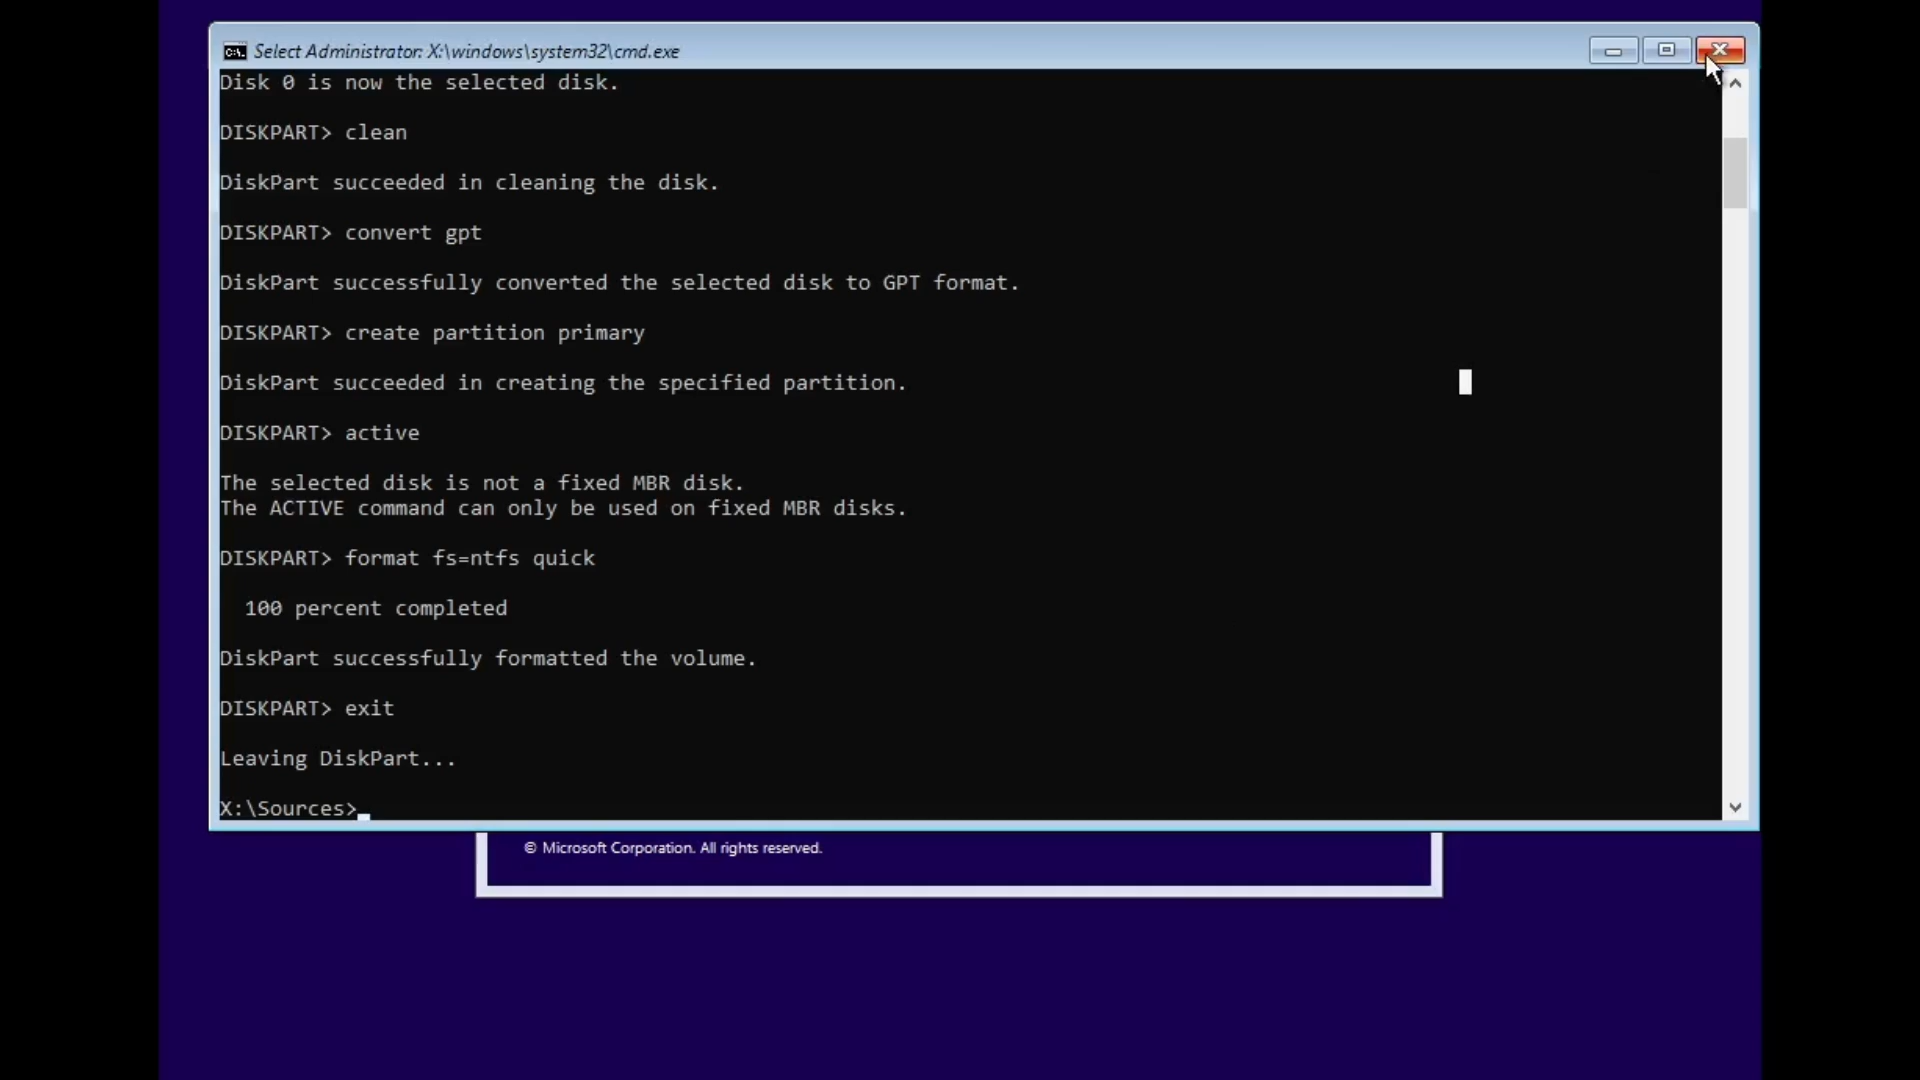 Select Administrator: X:\windows\system32\cmd.exe
Disk 0 is now the selected disk.
DISKPART> clean
DiskPart succeeded in cleaning the disk.
DISKPART> convert gpt
DiskPart successfully converted the selected disk to GPT format.
DISKPART> create partition primary
DiskPart succeeded in creating the specified partition.
DISKPART> active
The selected disk is not a fixed MBR disk.
The ACTIVE command can only be used on fixed MBR disks.
DISKPART> format fs=ntfs quick
100 percent completed
DiskPart successfully formatted the volume.
DISKPART> exit
Leaving DiskPart...
X:\Sources>
© Microsoft Corporation. All rights reserved.